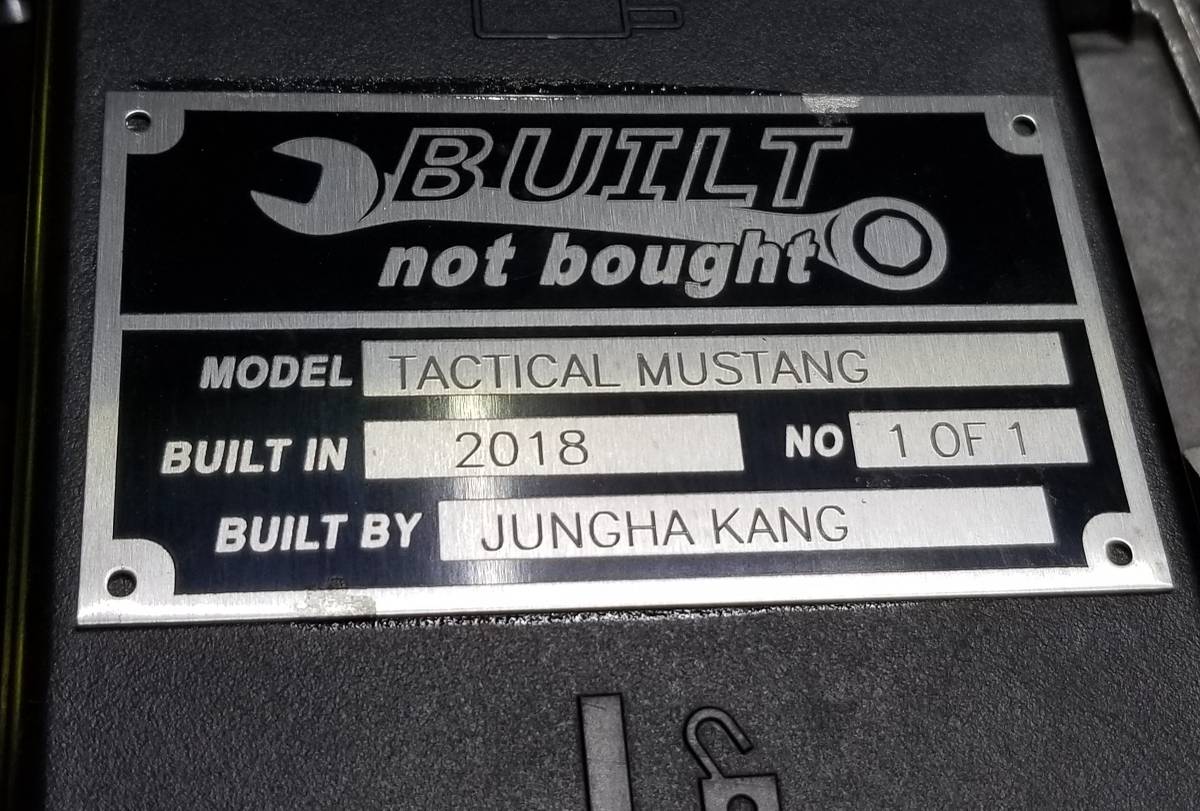 BUILT
not bought
MODEL TACTICAL MUSTANG
BUILT IN 2018 NO 1 OF 1
BUILT BY JUNGHA KANG